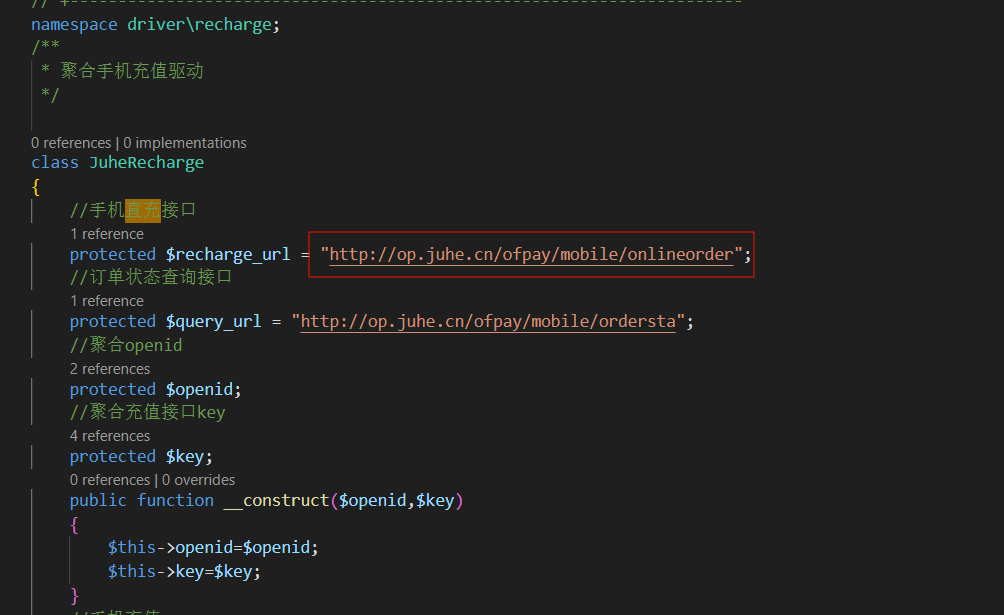 // +----------------------------------------------------------------------
namespace driver\recharge;
/**
* 聚合手机充值驱动
*/
0 references | 0 implementations
class JuheRecharge
{
//手机直充接口
1 reference
protected $recharge_url = "http://op.juhe.cn/ofpay/mobile/onlineorder";
//订单状态查询接口
1 reference
protected $query_url = "http://op.juhe.cn/ofpay/mobile/ordersta";
//聚合openid
2 references
protected $openid;
//聚合充值接口key
4 references
protected $key;
0 references | 0 overrides
public function __construct($openid,$key)
{
$this->openid=$openid;
$this->key=$key;
}
//手机充值